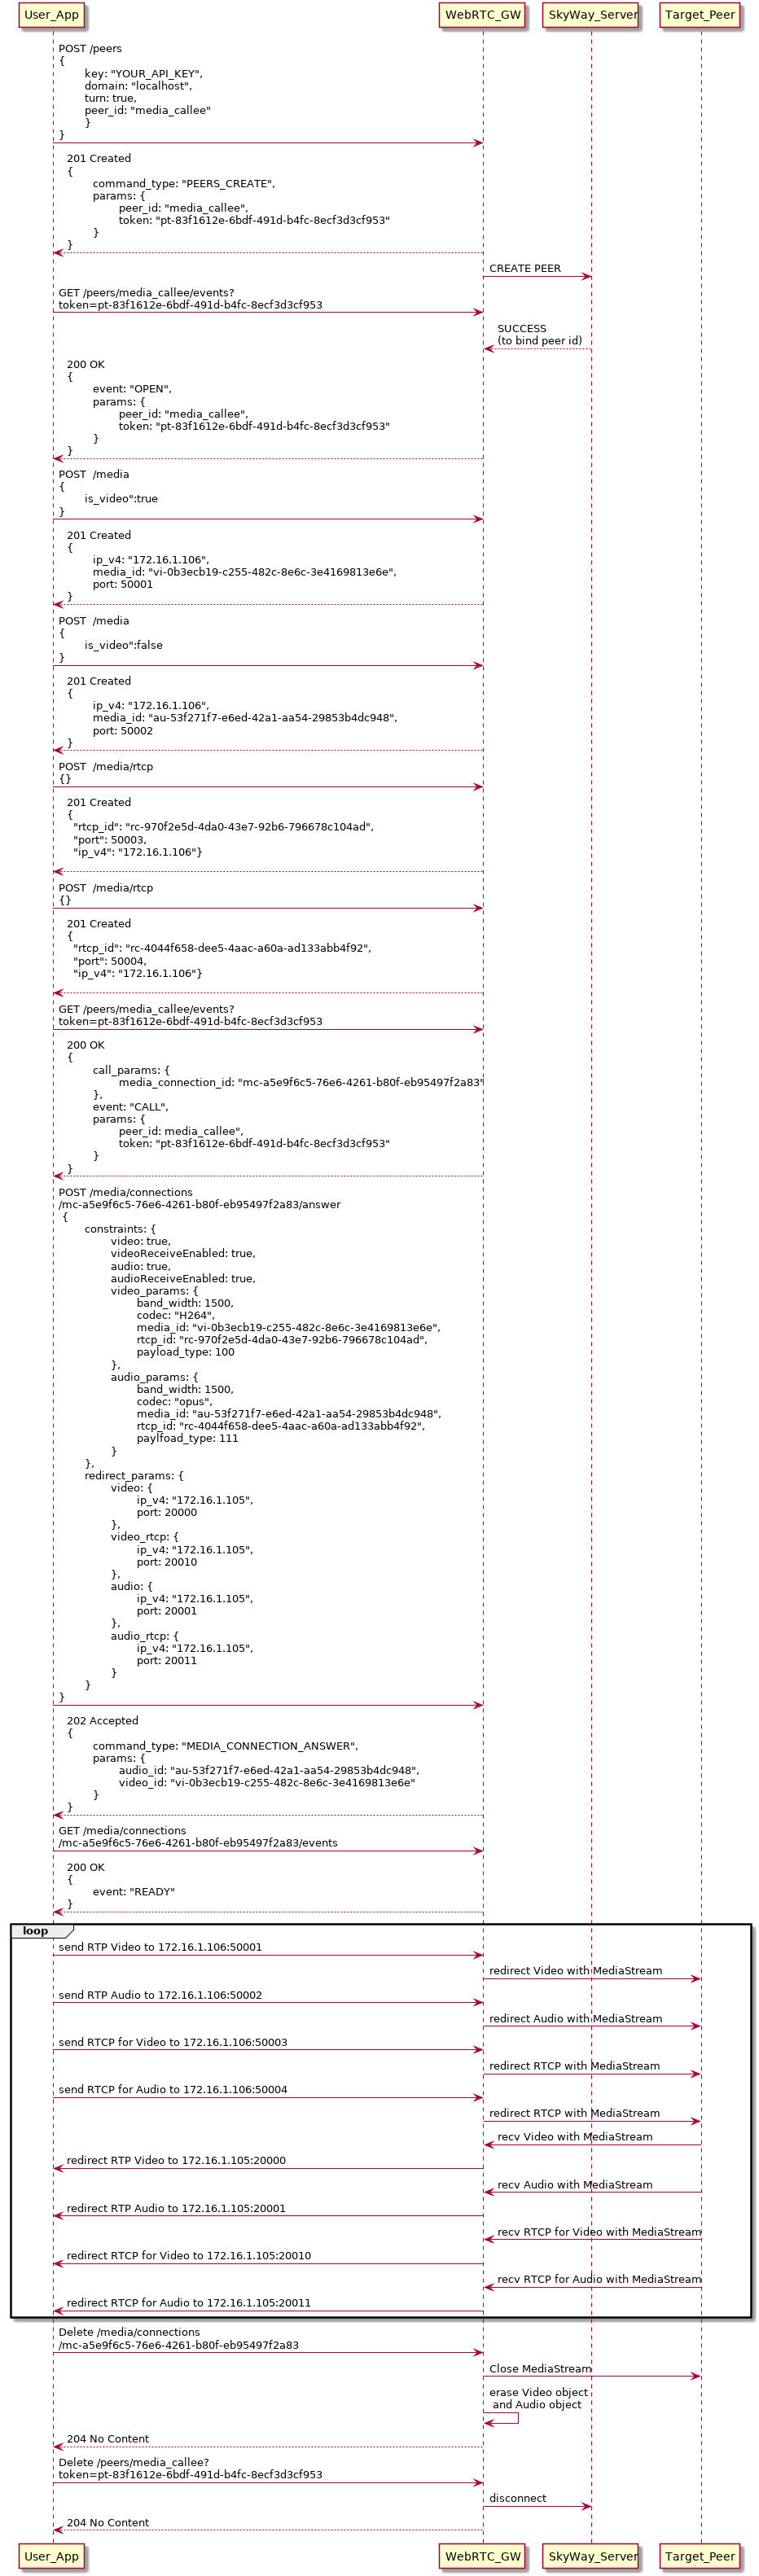 User_App
WebRTC_GW
SkyWay_Server
Target_Peer
POST /peers
{
key: "YOUR_API_KEY",
domain: "localhost",
turn: true,
peer_id: "media_callee"
}
}
201 Created
{
command_type: "PEERS_CREATE",
params: {
peer_id: "media_callee",
token: "pt-83f1612e-6bdf-491d-b4fc-8ecf3d3cf953"
}
}
CREATE PEER
GET /peers/media_callee/events?
token=pt-83f1612e-6bdf-491d-b4fc-8ecf3d3cf953
SUCCESS
(to bind peer id)
200 OK
{
event: "OPEN",
params: {
peer_id: "media_callee",
token: "pt-83f1612e-6bdf-491d-b4fc-8ecf3d3cf953"
}
}
POST  /media
{
is_video":true
}
201 Created
{
ip_v4: "172.16.1.106",
media_id: "vi-0b3ecb19-c255-482c-8e6c-3e4169813e6e",
port: 50001
}
POST  /media
{
is_video":false
}
201 Created
{
ip_v4: "172.16.1.106",
media_id: "au-53f271f7-e6ed-42a1-aa54-29853b4dc948",
port: 50002
}
POST  /media/rtcp
{}
201 Created
{
"rtcp_id": "rc-970f2e5d-4da0-43e7-92b6-796678c104ad",
"port": 50003,
"ip_v4": "172.16.1.106"}
POST  /media/rtcp
{}
201 Created
{
"rtcp_id": "rc-4044f658-dee5-4aac-a60a-ad133abb4f92",
"port": 50004,
"ip_v4": "172.16.1.106"}
GET /peers/media_callee/events?
token=pt-83f1612e-6bdf-491d-b4fc-8ecf3d3cf953
200 OK
{
call_params: {
media_connection_id: "mc-a5e9f6c5-76e6-4261-b80f-eb95497f2a83"
},
event: "CALL",
params: {
peer_id: media_callee",
token: "pt-83f1612e-6bdf-491d-b4fc-8ecf3d3cf953"
}
}
POST /media/connections
/mc-a5e9f6c5-76e6-4261-b80f-eb95497f2a83/answer
{
constraints: {
video: true,
videoReceiveEnabled: true,
audio: true,
audioReceiveEnabled: true,
video_params: {
band_width: 1500,
codec: "H264",
media_id: "vi-0b3ecb19-c255-482c-8e6c-3e4169813e6e",
rtcp_id: "rc-970f2e5d-4da0-43e7-92b6-796678c104ad",
payload_type: 100
},
audio_params: {
band_width: 1500,
codec: "opus",
media_id: "au-53f271f7-e6ed-42a1-aa54-29853b4dc948",
rtcp_id: "rc-4044f658-dee5-4aac-a60a-ad133abb4f92",
paylfoad_type: 111
}
},
redirect_params: {
video: {
ip_v4: "172.16.1.105",
port: 20000
},
video_rtcp: {
ip_v4: "172.16.1.105",
port: 20010
},
audio: {
ip_v4: "172.16.1.105",
port: 20001
},
audio_rtcp: {
ip_v4: "172.16.1.105",
port: 20011
}
}
}
202 Accepted
{
command_type: "MEDIA_CONNECTION_ANSWER",
params: {
audio_id: "au-53f271f7-e6ed-42a1-aa54-29853b4dc948",
video_id: "vi-0b3ecb19-c255-482c-8e6c-3e4169813e6e"
}
}
GET /media/connections
/mc-a5e9f6c5-76e6-4261-b80f-eb95497f2a83/events
200 OK
{
event: "READY"
}
loop
send RTP Video to 172.16.1.106:50001
redirect Video with MediaStream
send RTP Audio to 172.16.1.106:50002
redirect Audio with MediaStream
send RTCP for Video to 172.16.1.106:50003
redirect RTCP with MediaStream
send RTCP for Audio to 172.16.1.106:50004
redirect RTCP with MediaStream
recv Video with MediaStream
redirect RTP Video to 172.16.1.105:20000
recv Audio with MediaStream
redirect RTP Audio to 172.16.1.105:20001
recv RTCP for Video with MediaStream
redirect RTCP for Video to 172.16.1.105:20010
recv RTCP for Audio with MediaStream
redirect RTCP for Audio to 172.16.1.105:20011
Delete /media/connections
/mc-a5e9f6c5-76e6-4261-b80f-eb95497f2a83
Close MediaStream
erase Video object
and Audio object
204 No Content
Delete /peers/media_callee?
token=pt-83f1612e-6bdf-491d-b4fc-8ecf3d3cf953
disconnect
204 No Content
User_App
WebRTC_GW
SkyWay_Server
Target_Peer